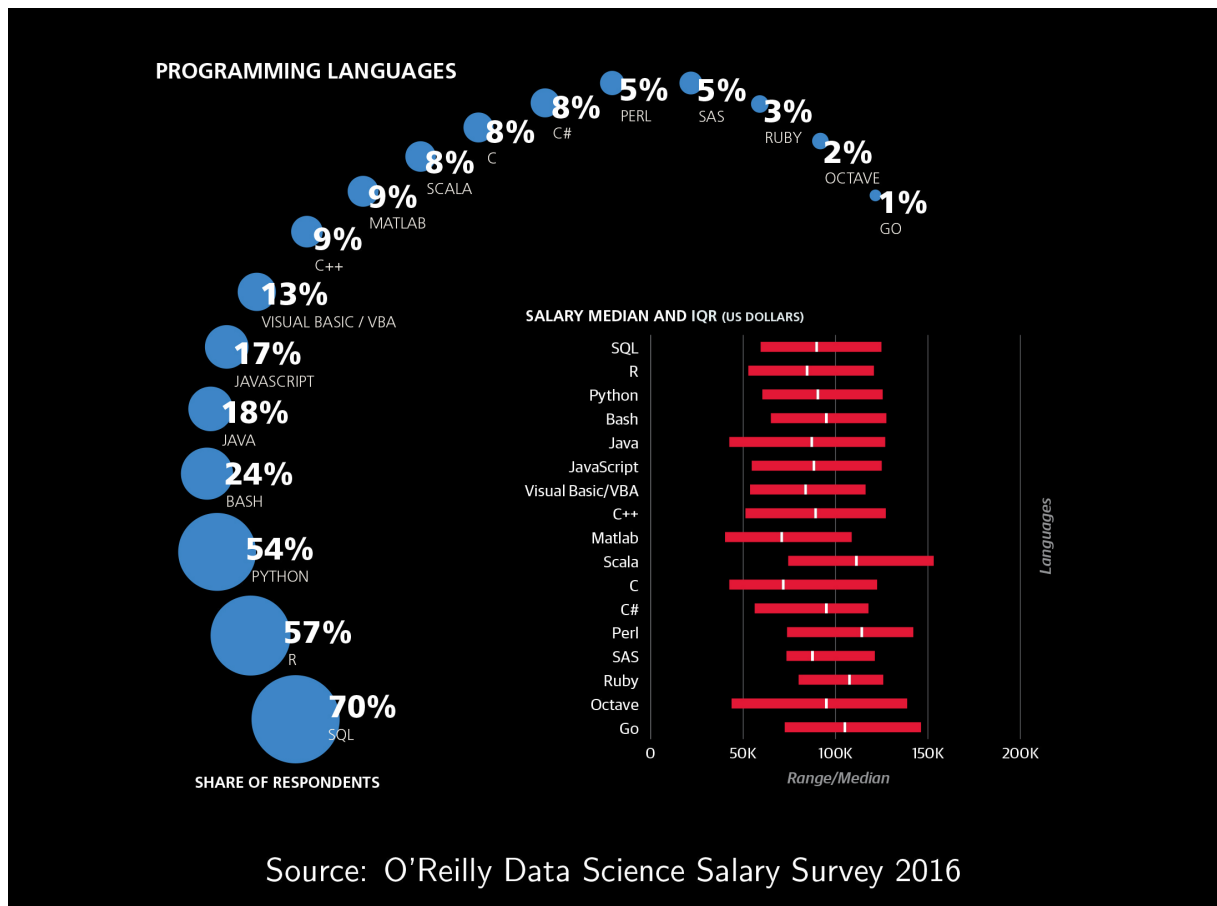 PROGRAMMING LANGUAGES
5%
PERL
5%
SAS
3%
RUBY
2%
OCTAVE
1%
GO
8%
C#
8%
C
8%
SCALA
9%
MATLAB
9%
C++
13%
VISUAL BASIC / VBA
17%
JAVASCRIPT
18%
JAVA
24%
BASH
54%
PYTHON
57%
R
70%
SQL
SHARE OF RESPONDENTS
SALARY MEDIAN AND IQR (US DOLLARS)
SQL
R
Python
Bash
Java
JavaScript
Visual Basic/VBA
C++
Matlab
Scala
C
C#
Perl
SAS
Ruby
Octave
Go
0 50K 100K 150K 200K
Range/Median
Languages
Source: O'Reilly Data Science Salary Survey 2016